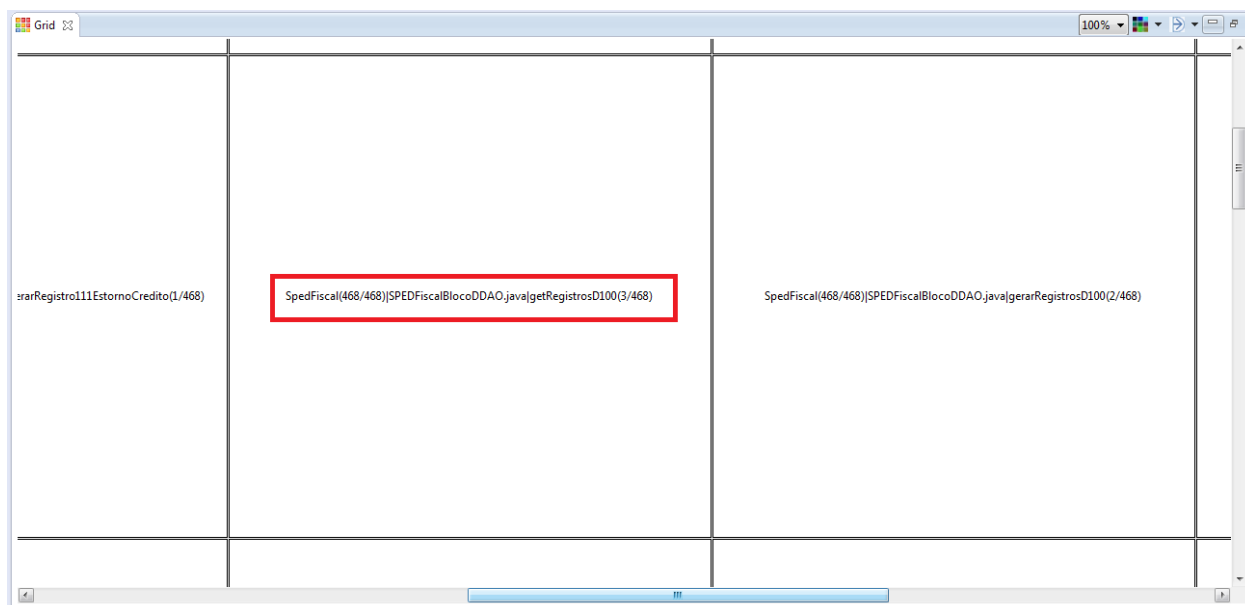 Grid
100%
erarRegistro111EstornoCredito(1/468)
SpedFiscal(468/468)|SPEDFiscalBlocoDDAO.java|getRegistrosD100(3/468)
SpedFiscal(468/468)|SPEDFiscalBlocoDDAO.java|gerarRegistrosD100(2/468)